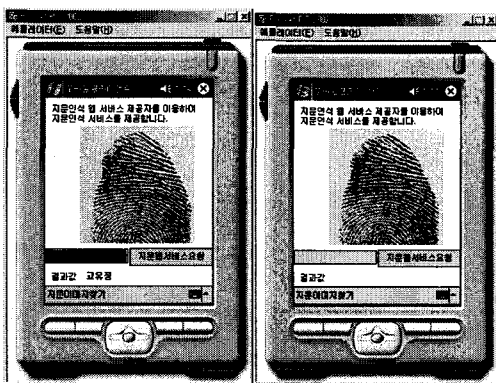 에뮬레이터(E) 도움말(H)
지문인식 웹 서비스 제공자를 이용하여
지문인식 서비스를 제공합니다.
지문웹서비스요청
결과값 고유정
지문이미지찾기
에뮬레이터(E) 도움말(H)
지문인식 웹 서비스 제공자를 이용하여
지문인식 서비스를 제공합니다.
지문웹서비스요청
결과값
지문이미지찾기